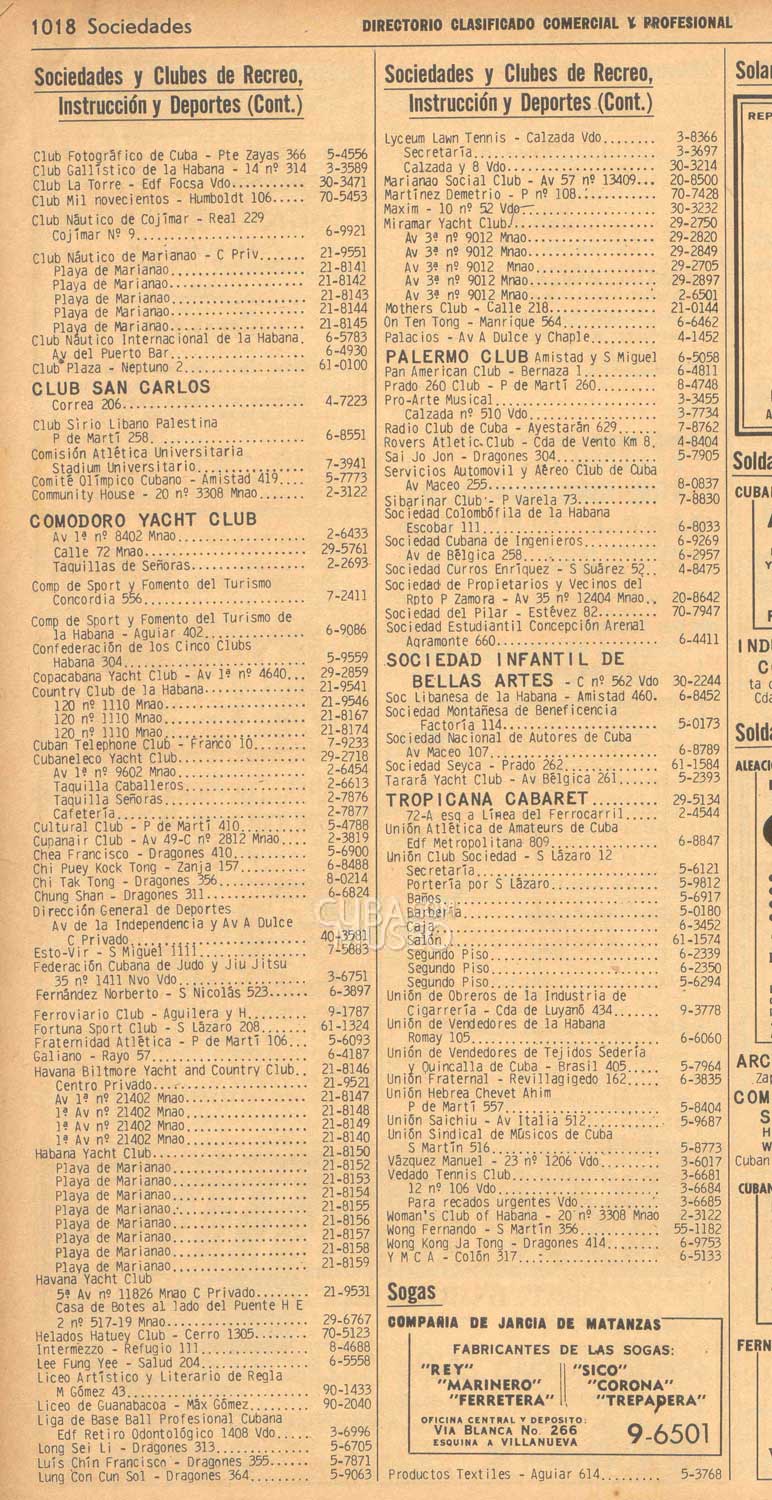 1018 Sociedades
DIRECTORIO CLASIFICADO COMERCIAL Y PROFESIONAL
Sociedades y Clubes de Recreo,
Instrucción y Deportes (Cont.)
Club Fotográfico de Cuba - Pte Zayas 366 5-4556
Club Gallístico de la Habana - 14 nº 314 3-3589
Club La Torre - Edf Focsa Vdo........... 30-3471
Club Mil novecientos - Humboldt 106..... 70-5453
Club Náutico de Cojímar - Real 229
Cojímar Nº 9......................... 6-9921
Club Náutico de Marianao - C Priv....... 21-9551
Playa de Marianao.................... 21-8141
Playa de Marianao.................... 21-8142
Playa de Marianao.................... 21-8143
Playa de Marianao.................... 21-8144
Playa de Marianao.................... 21-8145
Club Náutico Internacional de la Habana. 6-5783
Av del Puerto Bar.................... 6-4930
Club Plaza - Neptuno 2.................. 61-0100
CLUB SAN CARLOS
Correa 206........................... 4-7223
Club Sirio Libano Palestina
P de Martí 258. ..................... 6-8551
Comisión Atlética Universitaria
Stadium Universitario................ 7-3941
Comité Olímpico Cubano - Amistad 419.... 5-7773
Community House - 20 nº 3308 Mnao....... 2-3122
COMODORO YACHT CLUB
Av 1ª nº 8402 Mnao................... 2-6433
Calle 72 Mnao........................ 29-5761
Taquillas de Señoras................. 2-2693
Comp de Sport y Fomento del Turismo
Concordia 556........................ 7-2411
Comp de Sport y Fomento del Turismo de
la Habana - Aguiar 402............... 6-9086
Confederación de los Cinco Clubs
Habana 304........................... 5-9559
Copacabana Yacht Club - Av 1ª nº 4640... 29-2859
Country Club de la Habana............... 21-9541
120 nº 1110 Mnao..................... 21-9546
120 nº 1110 Mnao..................... 21-8167
120 nº 1110 Mnao..................... 21-8174
Cuban Telephone Club - Franco 10........ 7-9233
Cubaneleco Yacht Club................... 29-2718
Av 1ª nº 9602 Mnao................... 2-6454
Taquilla Caballeros.................. 2-6613
Taquilla Señoras..................... 2-7876
Cafetería............................ 2-7877
Cultural Club - P de Martí 410.......... 5-4788
Cupanair Club - Av 49-C nº 2812 Mnao.... 2-3819
Chea Francisco - Dragones 410........... 5-6900
Chi Puey Kock Tong - Zanja 157.......... 6-8488
Chi Tak Tong - Dragones 356............. 8-0214
Chung Shan - Dragones 311............... 6-6824
Dirección General de Deportes
Av de la Independencia y Av A Dulce
C Privado.......................... 40-3581
Esto-Vir - S Miguel 1111................ 7-5883
Federación Cubana de Judo y Jiu Jitsu
35 nº 1411 Nvo Vdo................... 3-6751
Fernández Norberto - S Nicolás 523...... 6-3897
Ferroviario Club - Aguilera y H......... 9-1787
Fortuna Sport Club - S Lázaro 208....... 61-1324
Fraternidad Atlética - P de Martí 106... 5-6093
Galiano - Rayo 57....................... 6-4187
Havana Biltmore Yacht and Country Club.. 21-8146
Centro Privado....................... 21-9521
Av 1ª nº 21402 Mnao.................. 21-8147
1ª Av nº 21402 Mnao.................. 21-8148
1ª Av nº 21402 Mnao.................. 21-8149
1ª Av nº 21402 Mnao.................. 21-8140
Habana Yacht Club....................... 21-8150
Playa de Marianao.................... 21-8152
Playa de Marianao.................... 21-8153
Playa de Marianao.................... 21-8154
Playa de Marianao.................... 21-8155
Playa de Marianao.................... 21-8156
Playa de Marianao.................... 21-8157
Playa de Marianao.................... 21-8158
Playa de Marianao.................... 21-8159
Havana Yacht Club
5ª Av nº 11826 Mnao C Privado........ 21-9531
Casa de Botes al lado del Puente H E
2 nº 517-19 Mnao..................... 29-6767
Helados Hatuey Club - Cerro 1305........ 70-5123
Intermezzo - Refugio 111................ 8-4688
Lee Fung Yee - Salud 204................ 6-5558
Liceo Artístico y Literario de Regla
M Gómez 43........................... 90-1433
Liceo de Guanabacoa - Máx Gómez......... 90-2040
Liga de Base Ball Profesional Cubana
Edf Retiro Odontológico 1408 Vdo..... 3-6996
Long Sei Li - Dragones 313.............. 5-6705
Luis Chin Francisco - Dragones 355...... 5-7871
Lung Con Cun Sol - Dragones 364......... 5-9063
Sociedades y Clubes de Recreo,
Instrucción y Deportes (Cont.)
Lyceum Lawn Tennis - Calzada Vdo........ 3-8366
Secretaría........................... 3-3697
Calzada y 8 Vdo...................... 30-3214
Marianao Social Club - Av 57 nº 13409... 20-8500
Martínez Demetrio - P nº 108............ 70-7428
Maxim - 10 nº 52 Vdo.................... 30-3232
Miramar Yacht Club...................... 29-2750
Av 3ª nº 9012 Mnao................... 29-2820
Av 3ª nº 9012 Mnao................... 29-2849
Av 3ª nº 9012 Mnao................... 29-2705
Av 3ª nº 9012 Mnao................... 29-2897
Av 3ª nº 9012 Mnao................... 2-6501
Mothers Club - Calle 218................ 21-0144
On Ten Tong - Manrique 564.............. 6-6462
Palacios - Av A Dulce y Chaple.......... 4-1452
PALERMO CLUB Amistad y S Miguel 6-5058
Pan American Club - Bernaza 1........... 6-4811
Prado 260 Club - P de Martí 260......... 8-4748
Pro-Arte Musical........................ 3-3455
Calzada nº 510 Vdo................... 3-7734
Radio Club de Cuba - Ayestarán 629...... 7-8762
Rovers Atletic Club - Cda de Vento Km 8. 4-8404
Sai Jo Jon - Dragones 304............... 5-7905
Servicios Automovil y Aéreo Club de Cuba
Av Maceo 255......................... 8-0837
Sibarinar Club - P Varela 73............ 7-8830
Sociedad Colombófila de la Habana
Escobar 111.......................... 6-8033
Sociedad Cubana de Ingenieros........... 6-9269
Av de Bélgica 258.................... 6-2957
Sociedad Curros Enríquez - S Suárez 52.. 4-8475
Sociedad de Propietarios y Vecinos del
Rpto P Zamora - Av 35 nº 12404 Mnao.. 20-8642
Sociedad del Pilar - Estévez 82......... 70-7947
Sociedad Estudiantil Concepción Arenal
Agramonte 660........................ 6-4411
SOCIEDAD INFANTIL DE
BELLAS ARTES - C nº 562 Vdo 30-2244
Soc Libanesa de la Habana - Amistad 460. 6-8452
Sociedad Montañesa de Beneficencia
Factoría 114......................... 5-0173
Sociedad Nacional de Autores de Cuba
Av Maceo 107......................... 6-8789
Sociedad Seyca - Prado 262.............. 61-1584
Tarará Yacht Club - Av Bélgica 261...... 5-2393
TROPICANA CABARET.......... 29-5134
72-A esq a Línea del Ferrocarril..... 2-4544
Unión Atlética de Amateurs de Cuba
Edf Metropolitana 809................ 6-8847
Unión Club Sociedad - S Lázaro 12
Secretaría........................... 5-6121
Portería por S Lázaro................ 5-9812
Baños................................ 5-6917
Barbería............................. 5-0180
Caja................................. 6-3452
Salón................................ 61-1574
Segundo Piso......................... 6-2339
Segundo Piso......................... 6-2350
Segundo Piso......................... 5-6294
Unión de Obreros de la Industria de
Cigarrería - Cda de Luyanó 434....... 9-3778
Unión de Vendedores de la Habana
Romay 105............................ 6-6060
Unión de Vendedores de Tejidos Sedería
y Quincalla de Cuba - Brasil 405..... 5-7964
Unión Fraternal - Revillagigedo 162..... 6-3835
Unión Hebrea Chevet Ahim
P de Martí 557....................... 5-8404
Unión Saichiu - Av Italia 512........... 5-9687
Unión Sindical de Músicos de Cuba
S Martín 516......................... 5-8773
Vázquez Manuel - 23 nº 1206 Vdo......... 3-6017
Vedado Tennis Club...................... 3-6681
12 nº 106 Vdo........................ 3-6684
Para recados urgentes Vdo............ 3-6685
Woman's Club of Habana - 20 nº 3308 Mnao 2-3122
Wong Fernando - S Martín 356............ 55-1182
Wong Kong Ja Tong - Dragones 414........ 6-9753
Y M C A - Colón 317..................... 6-5133
Sogas
COMPAÑIA DE JARCIA DE MATANZAS
FABRICANTES DE LAS SOGAS:
"REY" "SICO"
"MARINERO" "CORONA"
"FERRETERA" "TREPADERA"
OFICINA CENTRAL Y DEPOSITO:
VIA BLANCA No. 266
ESQUINA A VILLANUEVA
9-6501
Productos Textiles - Aguiar 614......... 5-3768
CUBA
MUSEO